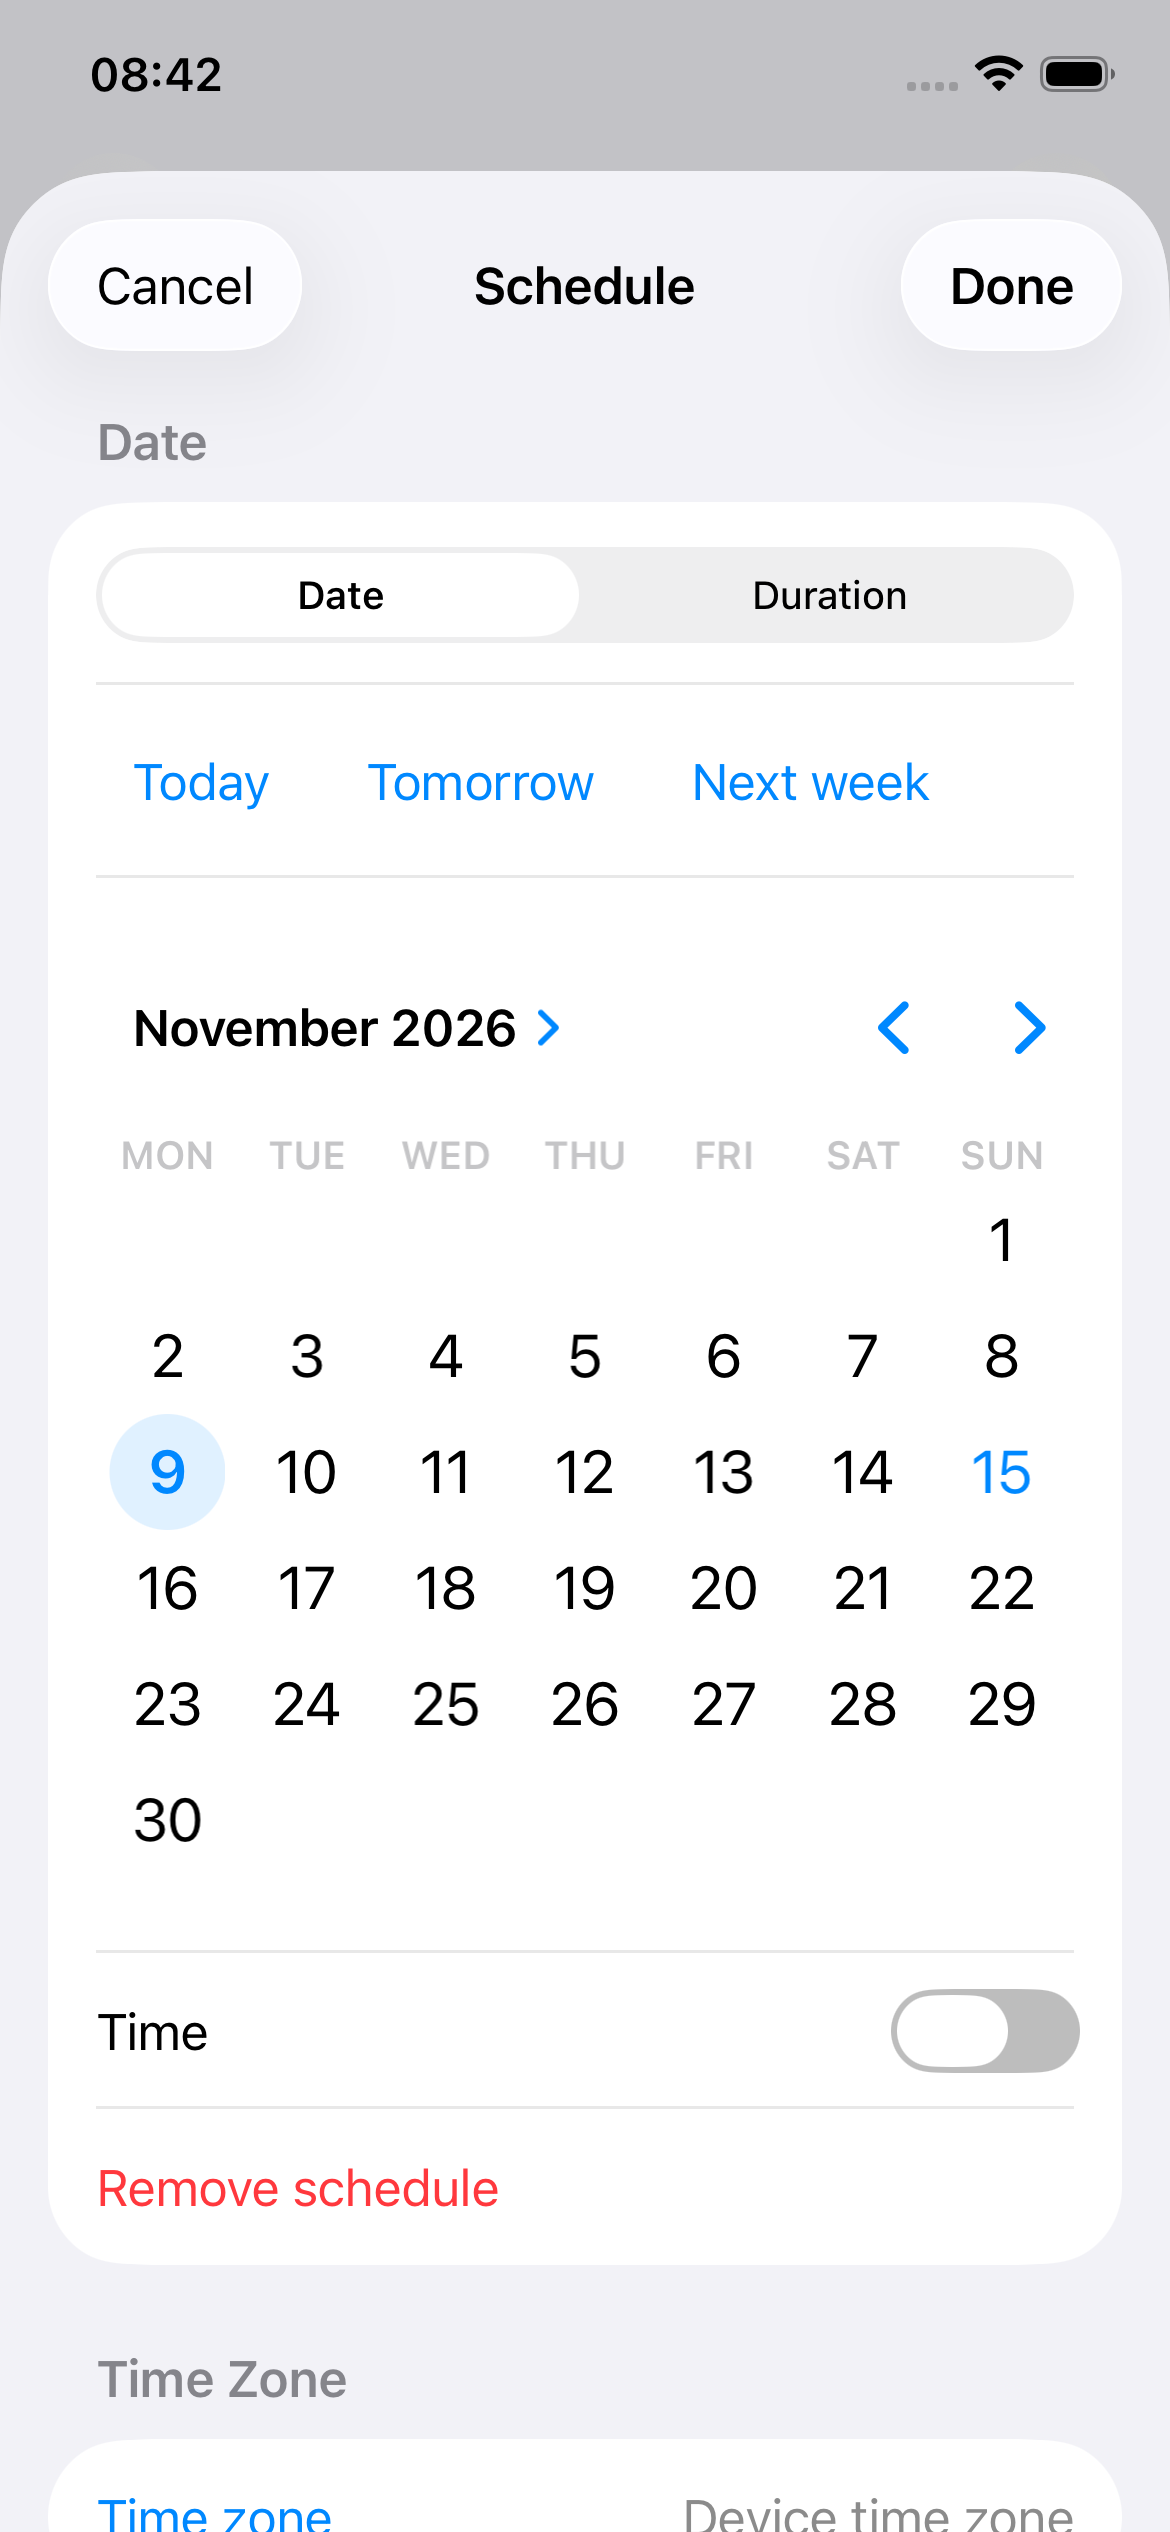 08:42
Cancel
Schedule
Done
Date
Date
Duration
Today
Tomorrow
Next week
November 2026
MON TUE WED THU FRI SAT SUN
1
2 3 4 5 6 7 8
9 10 11 12 13 14 15
16 17 18 19 20 21 22
23 24 25 26 27 28 29
30
Time
Remove schedule
Time Zone
Time zone
Device time zone